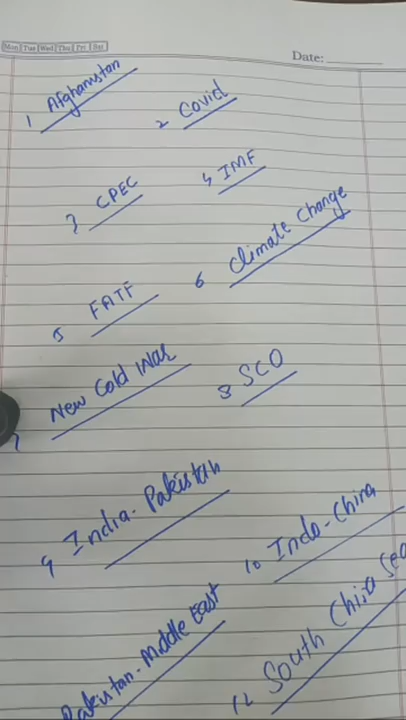 Mon Tue Wed Thu Fri Sat
Date:
1 Afghanistan
2 Covid
3 CPEC
4 IMF
5 FATF
6 Climate Change
7 New Cold War
8 SCO
9 India-Pakistan
10 Indo-China
Pakistan-Middle East
12 South China Sea